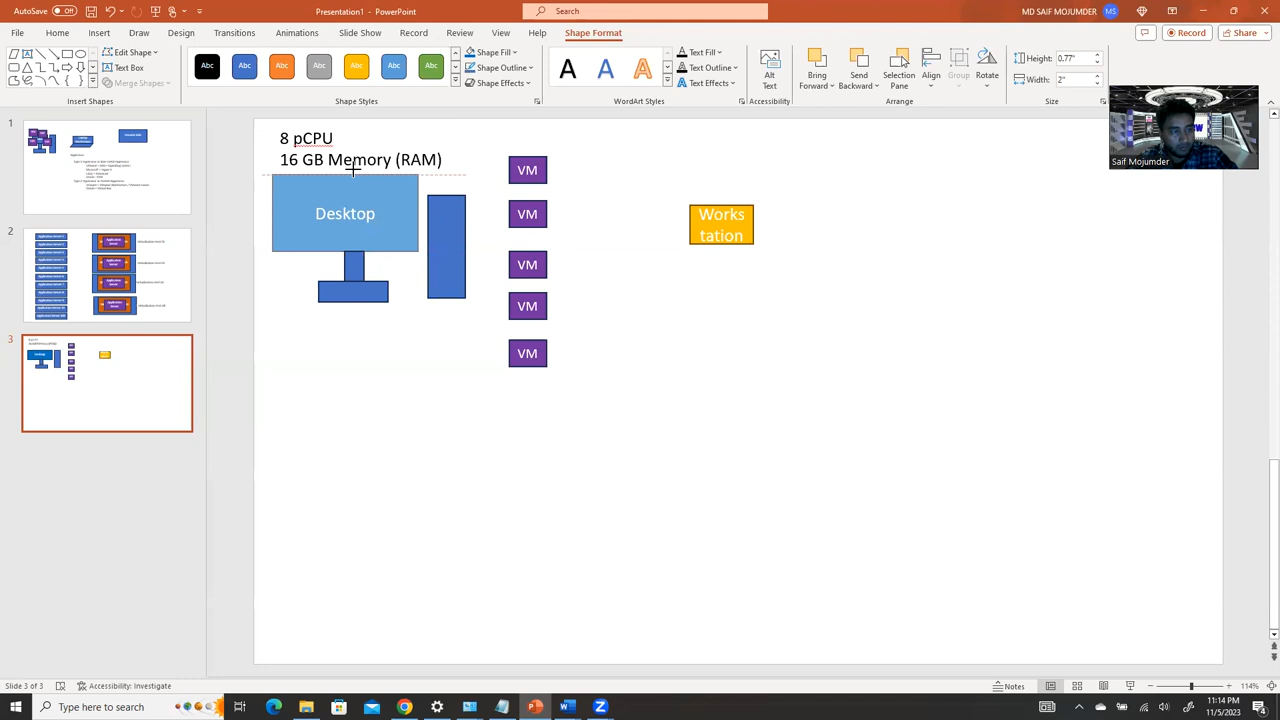 AutoSave
Off
Presentation1 - PowerPoint
Search
MD SAIF MOJUMDER
MS
File
Home
Insert
Draw
Design
Transitions
Animations
Slide Show
Record
Review
View
Help
Shape Format
Record
Share
Edit Shape
Text Box
Merge Shapes
Insert Shapes
Abc
Abc
Abc
Abc
Abc
Abc
Abc
Shape Styles
Shape Fill
Shape Outline
Shape Effects
A
A
A
WordArt Styles
Text Fill
Text Outline
Text Effects
Alt
Text
Accessibility
Bring
Forward
Send
Backward
Selection
Pane
Align
Group
Rotate
Arrange
Height:
0.77"
Width:
2"
Size
Saif Mojumder
1
2
3
8 pCPU
16 GB Memory (RAM)
Desktop
VM
VM
VM
VM
VM
Works
tation
Slide 3 of 3
Accessibility: Investigate
Notes
114%
Type here to search
11:14 PM
11/5/2023